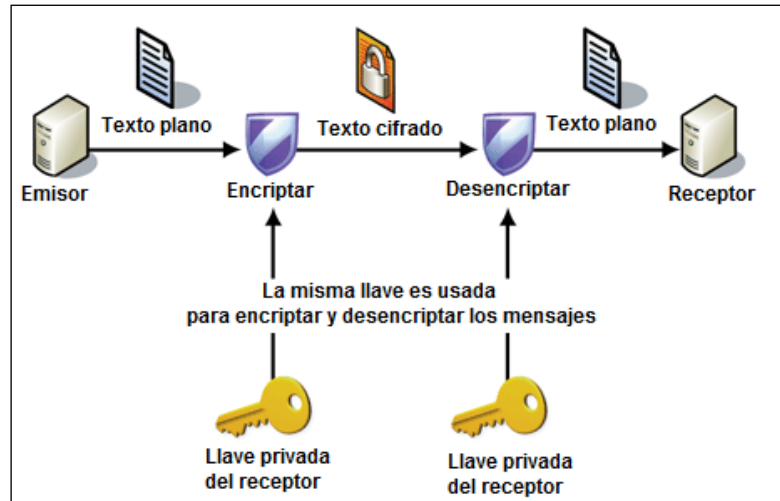 Texto plano
Texto cifrado
Texto plano
Emisor
Encriptar
Desencriptar
Receptor
La misma llave es usada
para encriptar y desencriptar los mensajes
Llave privada
del receptor
Llave privada
del receptor